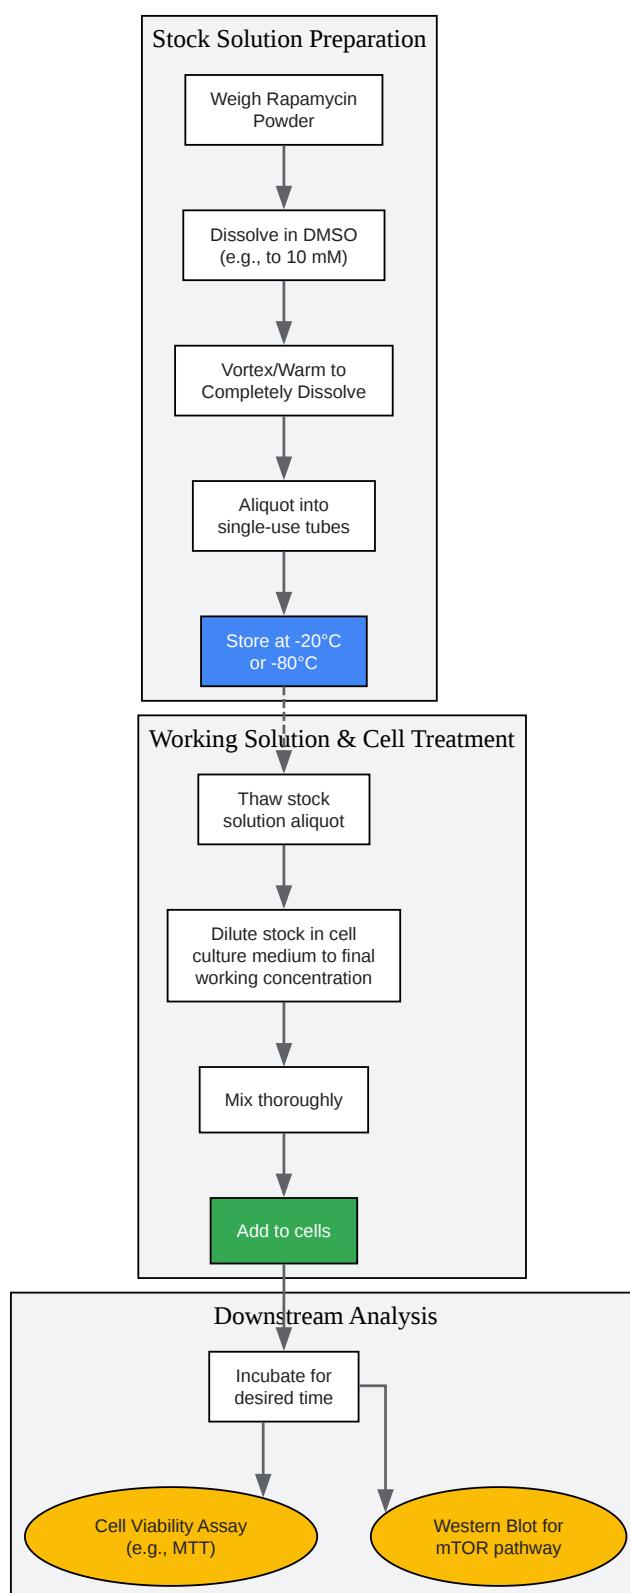 Stock Solution Preparation
Weigh Rapamycin
Powder
Dissolve in DMSO
(e.g., to 10 mM)
Vortex/Warm to
Completely Dissolve
Aliquot into
single-use tubes
Store at -20°C
or -80°C
Working Solution & Cell Treatment
Thaw stock
solution aliquot
Dilute stock in cell
culture medium to final
working concentration
Mix thoroughly
Add to cells
Downstream Analysis
Incubate for
desired time
Cell Viability Assay
(e.g., MTT)
Western Blot for
mTOR pathway